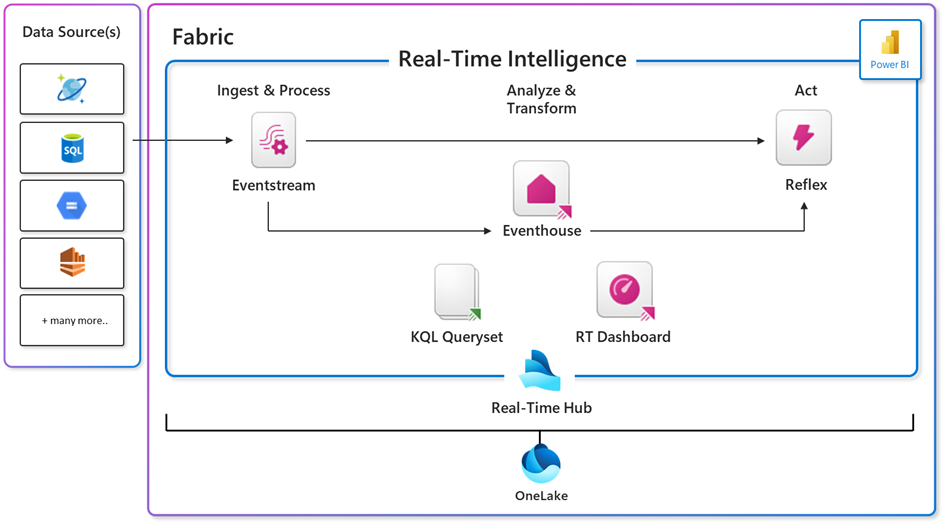 Data Source(s)
SQL
+ many more..
Fabric
Power BI
Real-Time Intelligence
Ingest & Process
Analyze &
Transform
Act
Eventstream
Reflex
Eventhouse
KQL Queryset
RT Dashboard
Real-Time Hub
OneLake